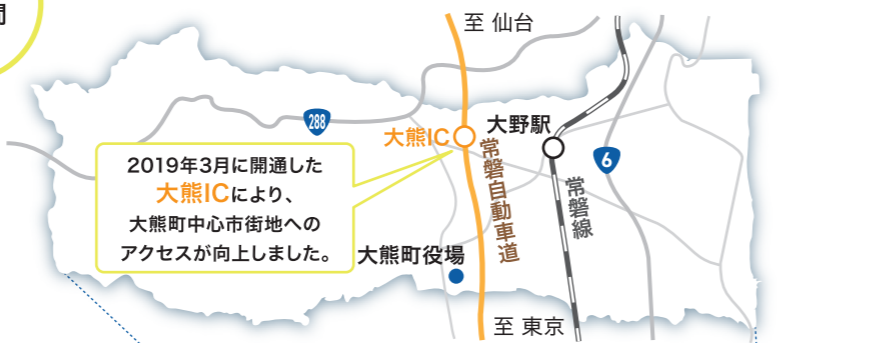 間
至 仙台
288
大熊IC
大野駅
6
常磐自動車道
常磐線
2019年3月に開通した
大熊ICにより、
大熊町中心市街地への
アクセスが向上しました。
大熊町役場
至 東京